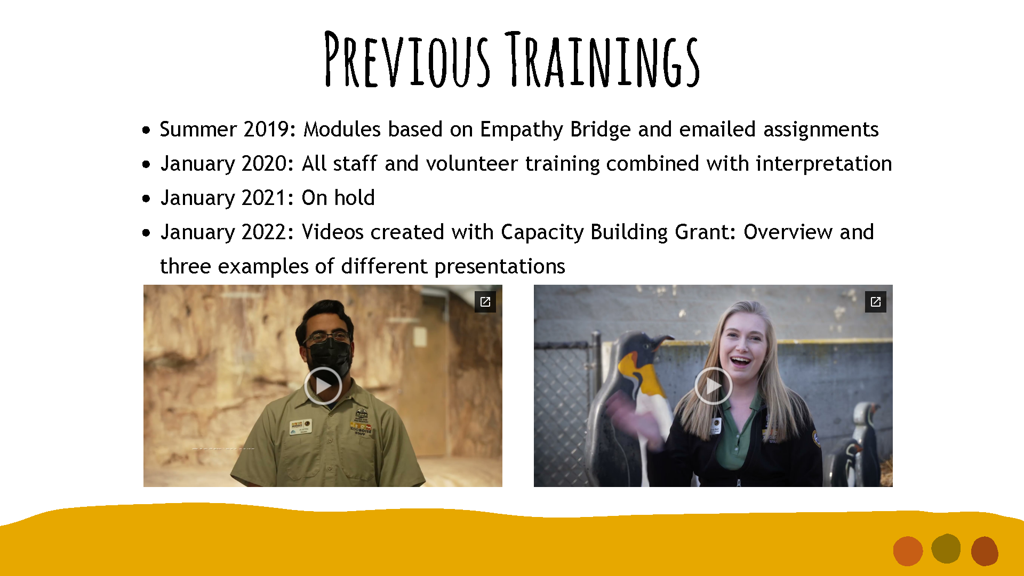 Previous Trainings
• Summer 2019: Modules based on Empathy Bridge and emailed assignments
• January 2020: All staff and volunteer training combined with interpretation
• January 2021: On hold
• January 2022: Videos created with Capacity Building Grant: Overview and
three examples of different presentations